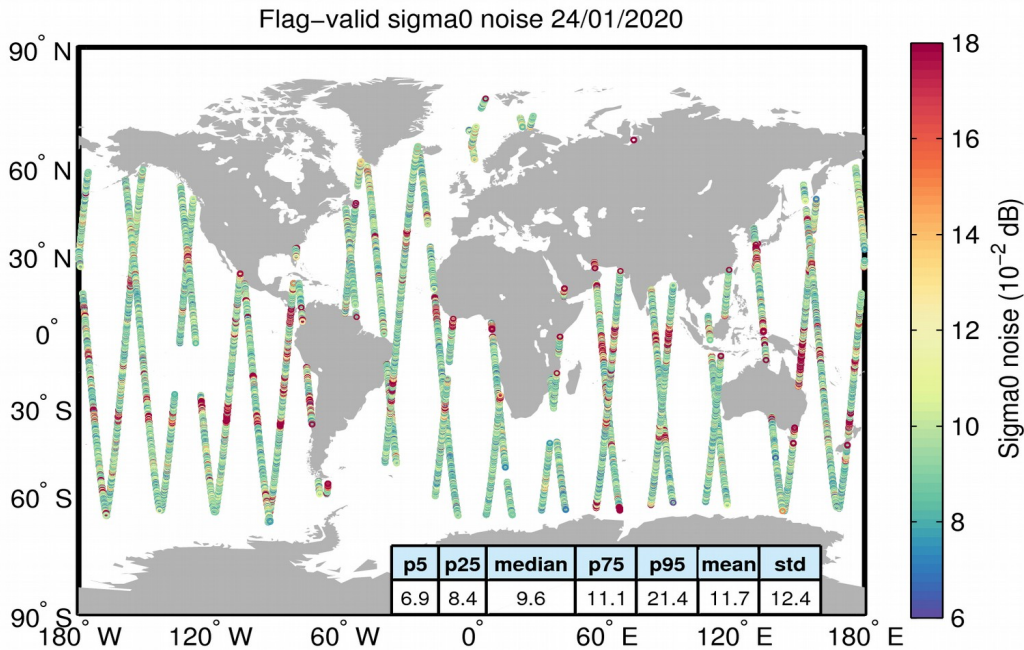 Flag−valid sigma0 noise 24/01/2020
90° N
60° N
30° N
0°
30° S
60° S
90° S
180° W 120° W 60° W 0° 60° E 120° E 180° E
p5 p25 median p75 p95 mean std
6.9 8.4 9.6 11.1 21.4 11.7 12.4
18
16
14
12
10
8
6
Sigma0 noise (10⁻² dB)